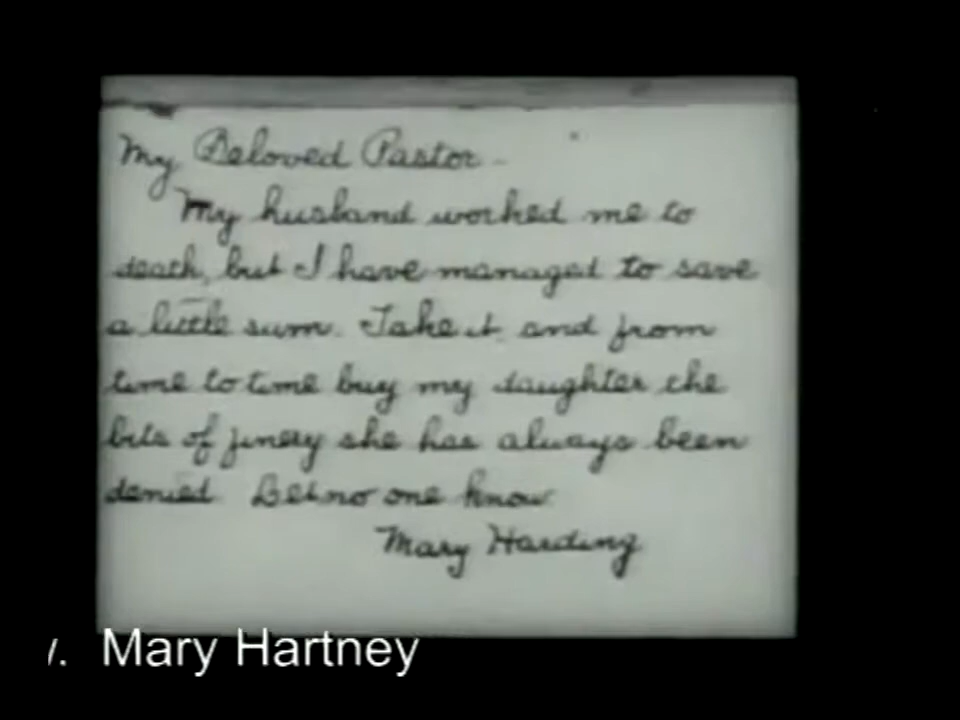 My Beloved Pastor -
My husband worked me to
death, but I have managed to save
a little sum. Take it and from
time to time buy my daughter the
bits of finery she has always been
denied Let no one know.
Mary Harding
y. Mary Hartney